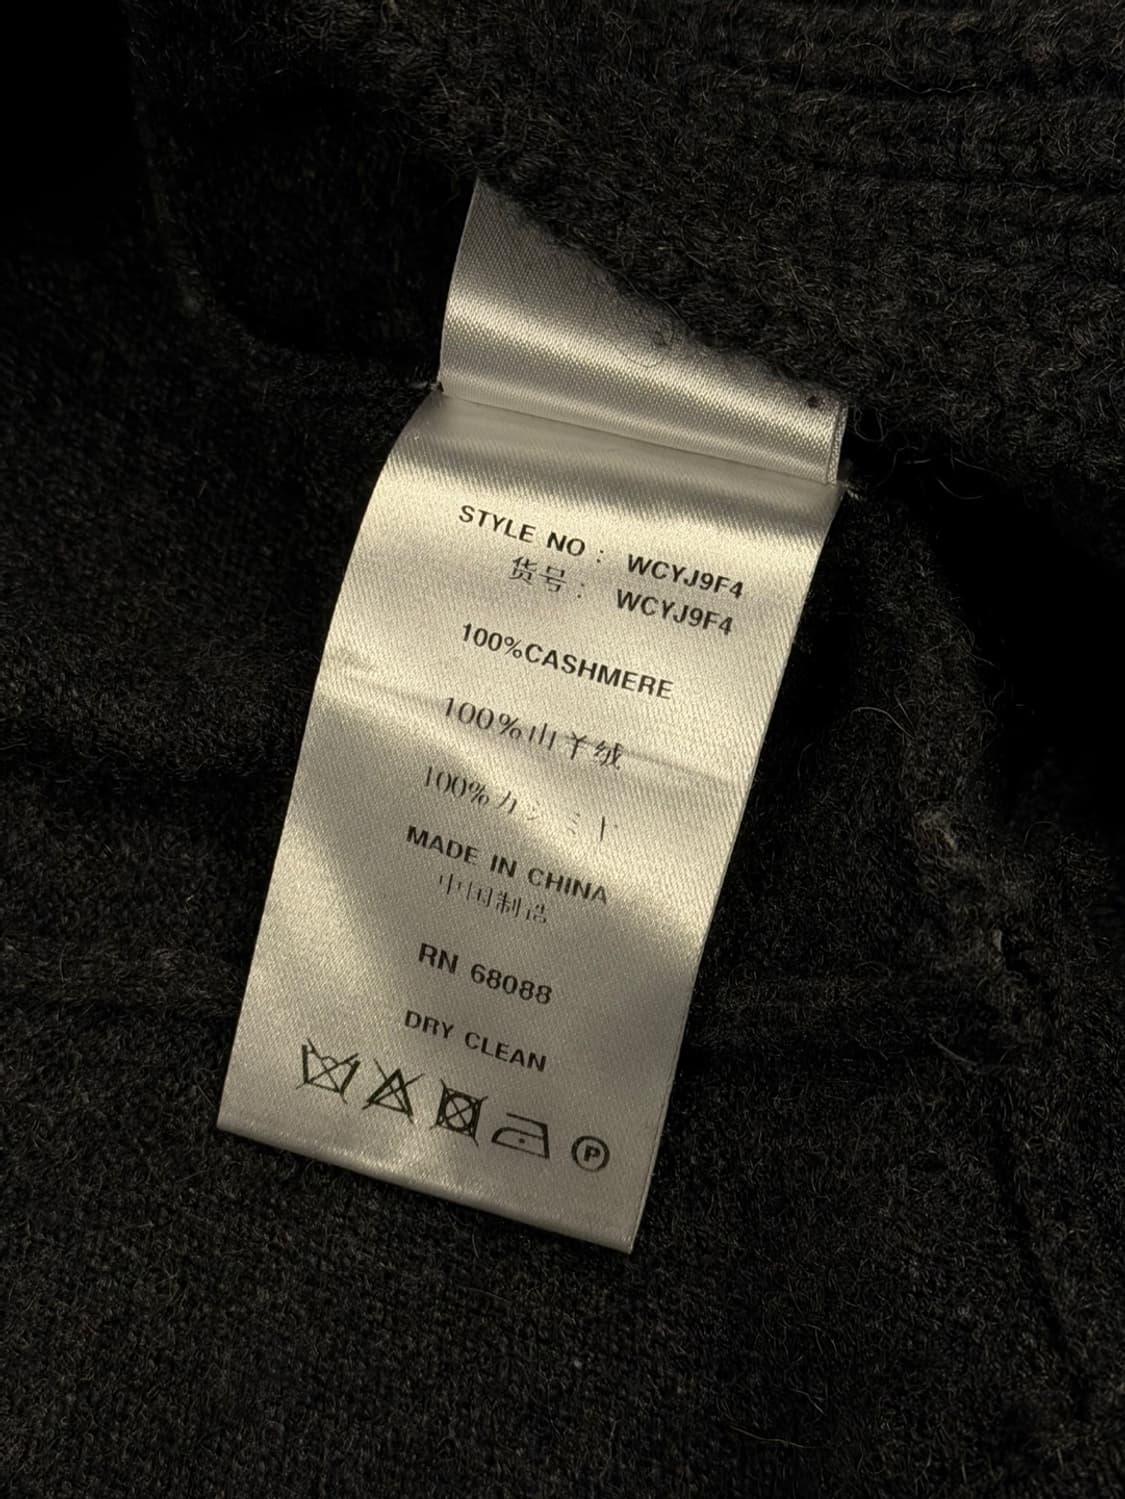 STYLE NO : WCYJ9F4
货号 : WCYJ9F4
100%CASHMERE
100%山羊绒
100%カシミヤ
MADE IN CHINA
中国制造
RN 68088
DRY CLEAN
P